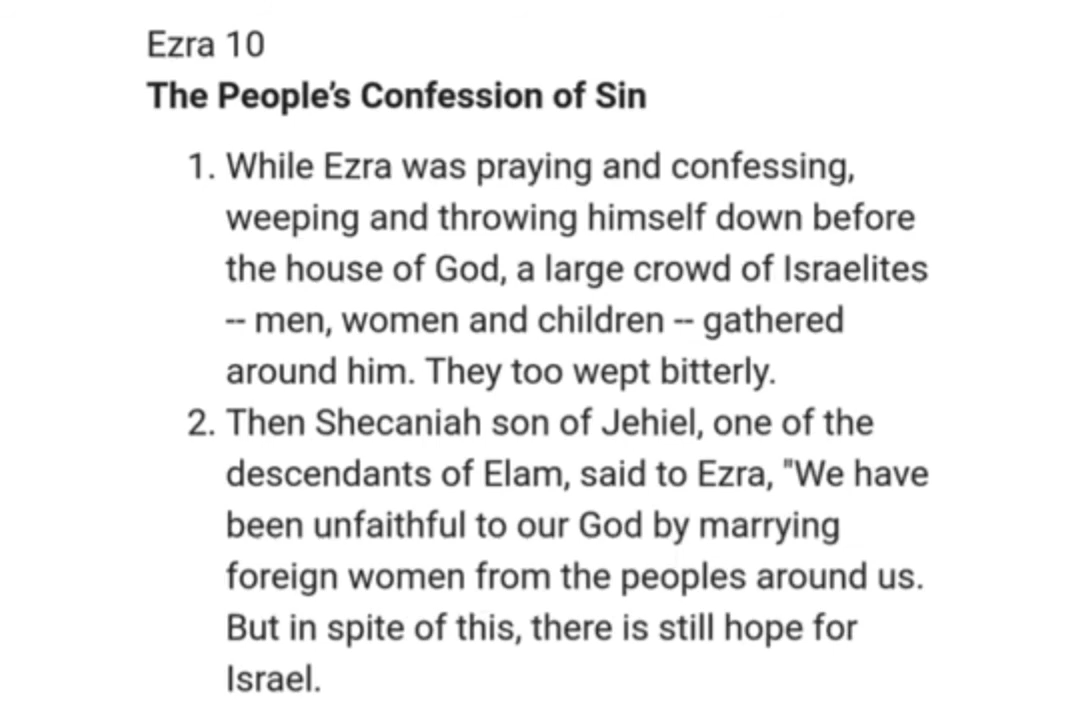 Ezra 10
The People's Confession of Sin
1. While Ezra was praying and confessing,
weeping and throwing himself down before
the house of God, a large crowd of Israelites
-- men, women and children -- gathered
around him. They too wept bitterly.
2. Then Shecaniah son of Jehiel, one of the
descendants of Elam, said to Ezra, "We have
been unfaithful to our God by marrying
foreign women from the peoples around us.
But in spite of this, there is still hope for
Israel.